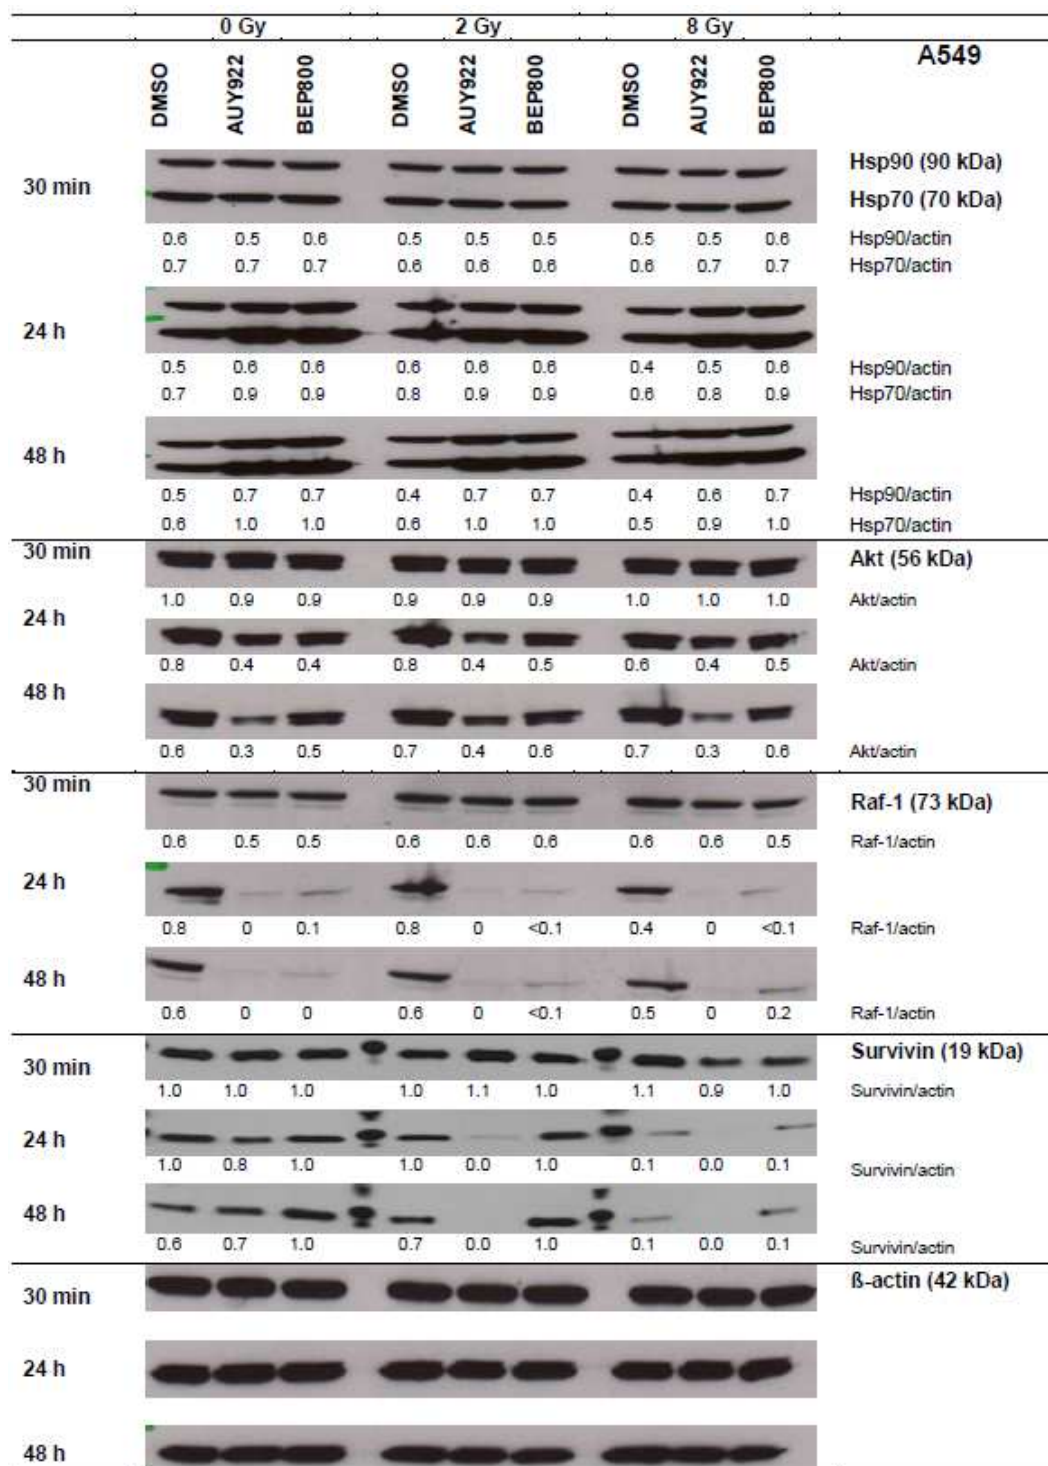 0 Gy 2 Gy 8 Gy
A549
DMSO AUY922 BEP800 DMSO AUY922 BEP800 DMSO AUY922 BEP800
Hsp90 (90 kDa)
30 min
Hsp70 (70 kDa)
0.6 0.5 0.6 0.5 0.5 0.5 0.5 0.5 0.6 Hsp90/actin
0.7 0.7 0.7 0.6 0.6 0.6 0.6 0.7 0.7 Hsp70/actin
24 h
0.5 0.6 0.6 0.6 0.6 0.6 0.4 0.5 0.6 Hsp90/actin
0.7 0.9 0.9 0.8 0.9 0.9 0.6 0.8 0.9 Hsp70/actin
48 h
0.5 0.7 0.7 0.4 0.7 0.7 0.4 0.6 0.7 Hsp90/actin
0.6 1.0 1.0 0.6 1.0 1.0 0.5 0.9 1.0 Hsp70/actin
30 min Akt (56 kDa)
1.0 0.9 0.9 0.9 0.9 0.9 1.0 1.0 1.0 Akt/actin
24 h
0.8 0.4 0.4 0.8 0.4 0.5 0.6 0.4 0.5 Akt/actin
48 h
0.6 0.3 0.5 0.7 0.4 0.6 0.7 0.3 0.6 Akt/actin
30 min Raf-1 (73 kDa)
0.6 0.5 0.5 0.6 0.6 0.6 0.6 0.6 0.5 Raf-1/actin
24 h
0.8 0 0.1 0.8 0 <0.1 0.4 0 <0.1 Raf-1/actin
48 h
0.6 0 0 0.6 0 <0.1 0.5 0 0.2 Raf-1/actin
30 min Survivin (19 kDa)
1.0 1.0 1.0 1.0 1.1 1.0 1.1 0.9 1.0 Survivin/actin
24 h
1.0 0.8 1.0 1.0 0.0 1.0 0.1 0.0 0.1 Survivin/actin
48 h
0.6 0.7 1.0 0.7 0.0 1.0 0.1 0.0 0.1 Survivin/actin
30 min ß-actin (42 kDa)
24 h
48 h